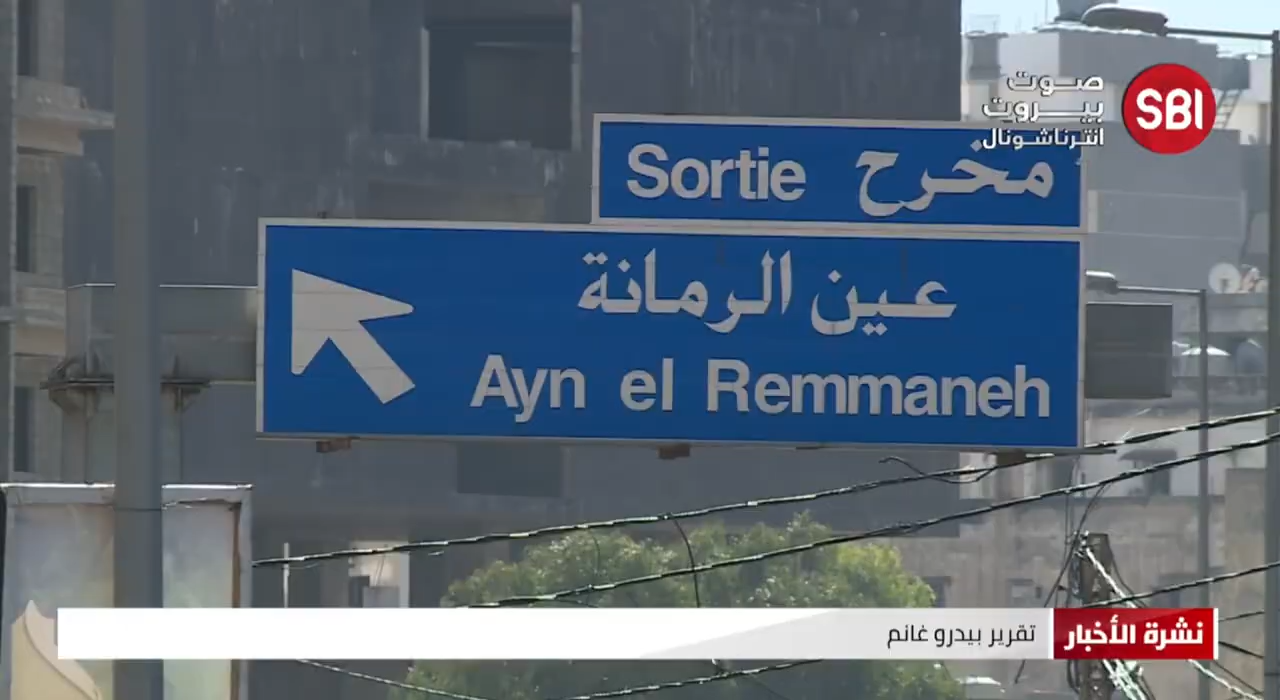 صوت
بيروت
انترناشونال
SBI
Sortie مخرج
عين الرمانة
Ayn el Remmaneh
نشرة الأخبار تقرير بيدرو غانم